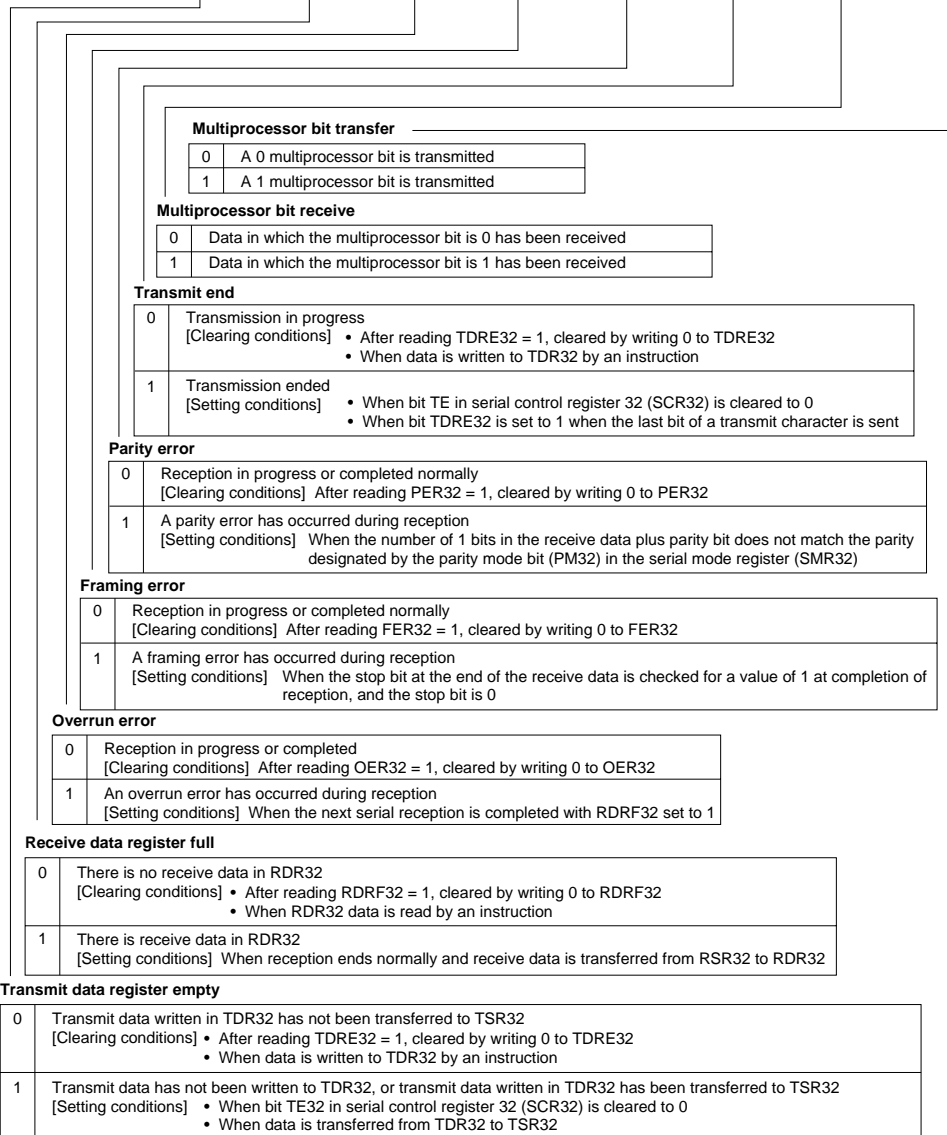 Multiprocessor bit transfer
0 A 0 multiprocessor bit is transmitted
1 A 1 multiprocessor bit is transmitted
Multiprocessor bit receive
0 Data in which the multiprocessor bit is 0 has been received
1 Data in which the multiprocessor bit is 1 has been received
Transmit end
0 Transmission in progress
[Clearing conditions] • After reading TDRE32 = 1, cleared by writing 0 to TDRE32
• When data is written to TDR32 by an instruction
1 Transmission ended
[Setting conditions] • When bit TE in serial control register 32 (SCR32) is cleared to 0
• When bit TDRE32 is set to 1 when the last bit of a transmit character is sent
Parity error
0 Reception in progress or completed normally
[Clearing conditions] After reading PER32 = 1, cleared by writing 0 to PER32
1 A parity error has occurred during reception
[Setting conditions] When the number of 1 bits in the receive data plus parity bit does not match the parity
designated by the parity mode bit (PM32) in the serial mode register (SMR32)
Framing error
0 Reception in progress or completed normally
[Clearing conditions] After reading FER32 = 1, cleared by writing 0 to FER32
1 A framing error has occurred during reception
[Setting conditions] When the stop bit at the end of the receive data is checked for a value of 1 at completion of
reception, and the stop bit is 0
Overrun error
0 Reception in progress or completed
[Clearing conditions] After reading OER32 = 1, cleared by writing 0 to OER32
1 An overrun error has occurred during reception
[Setting conditions] When the next serial reception is completed with RDRF32 set to 1
Receive data register full
0 There is no receive data in RDR32
[Clearing conditions] • After reading RDRF32 = 1, cleared by writing 0 to RDRF32
• When RDR32 data is read by an instruction
1 There is receive data in RDR32
[Setting conditions] When reception ends normally and receive data is transferred from RSR32 to RDR32
Transmit data register empty
0 Transmit data written in TDR32 has not been transferred to TSR32
[Clearing conditions] • After reading TDRE32 = 1, cleared by writing 0 to TDRE32
• When data is written to TDR32 by an instruction
1 Transmit data has not been written to TDR32, or transmit data written in TDR32 has been transferred to TSR32
[Setting conditions] • When bit TE32 in serial control register 32 (SCR32) is cleared to 0
• When data is transferred from TDR32 to TSR32